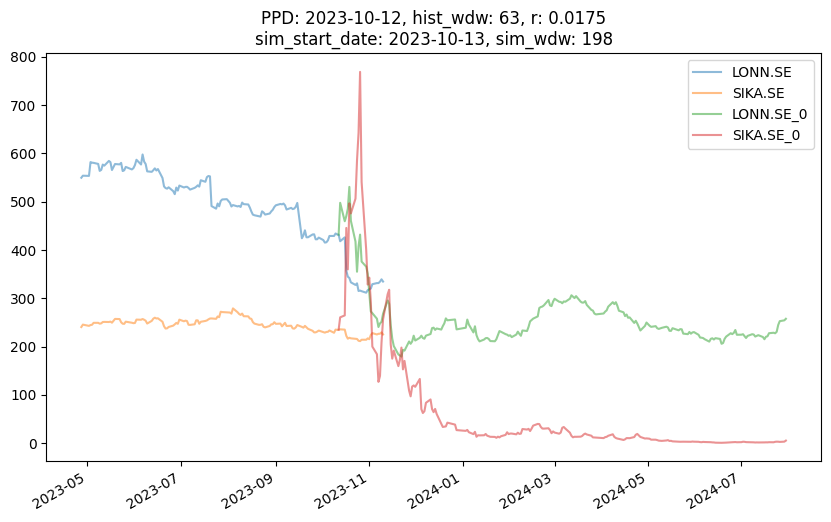 PPD: 2023-10-12, hist_wdw: 63, r: 0.0175
sim_start_date: 2023-10-13, sim_wdw: 198
LONN.SE
SIKA.SE
LONN.SE_0
SIKA.SE_0
800
700
600
500
400
300
200
100
0
2023-05
2023-07
2023-09
2023-11
2024-01
2024-03
2024-05
2024-07